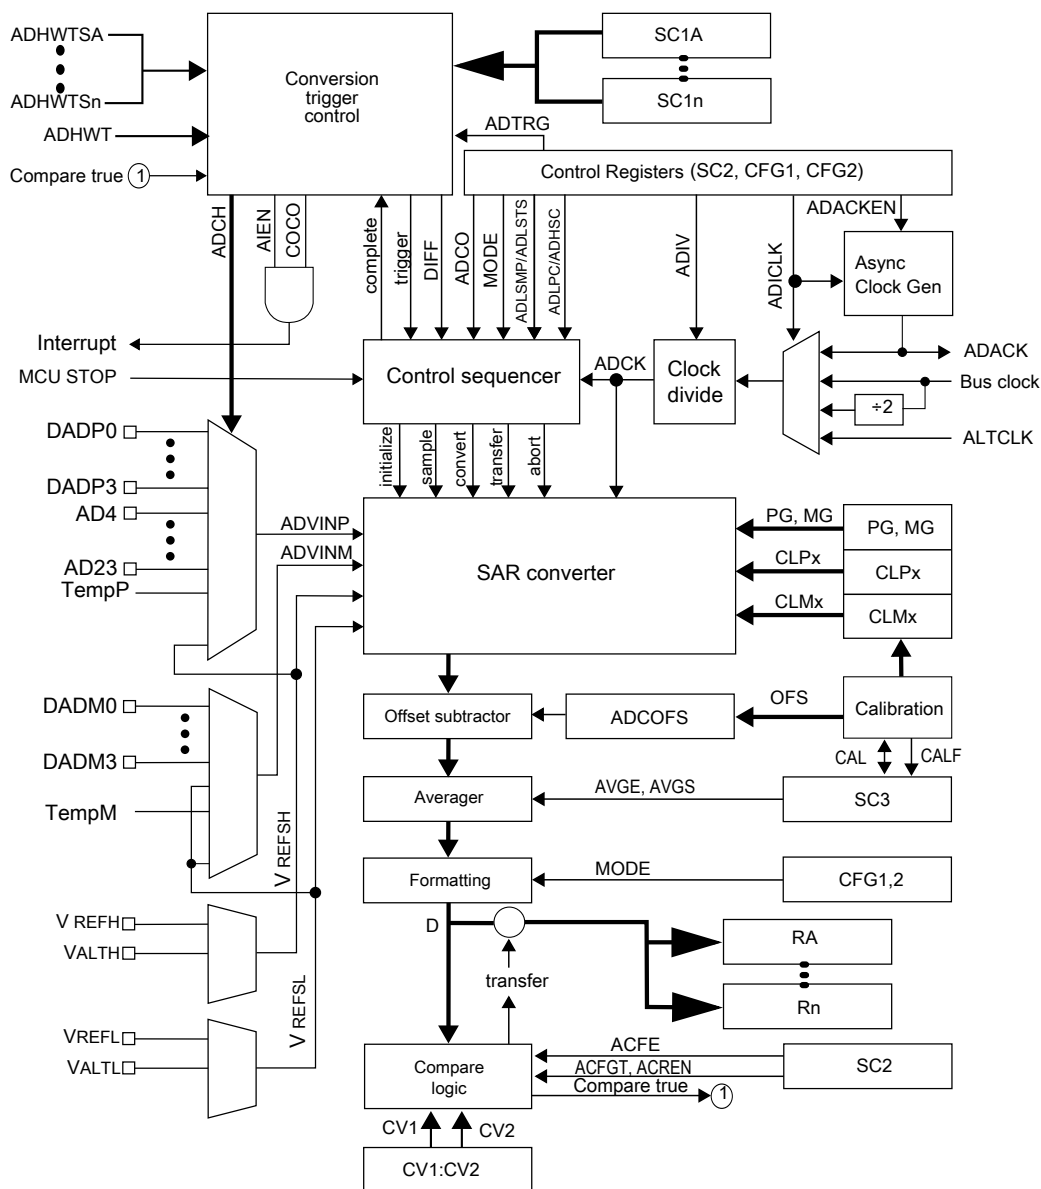 ADHWTSA
SC1A
Conversion
trigger
control
ADHWTSn
SC1n
ADHWT
ADTRG
Compare true 1
Control Registers (SC2, CFG1, CFG2)
ADCH
AIEN
COCO
complete
trigger
DIFF
ADCO
MODE
ADLSMP/ADLSTS
ADLPC/ADHSC
ADIV
ADICLK
ADACKEN
Async
Clock Gen
Interrupt
ADACK
MCU STOP
Control sequencer
ADCK
Clock
divide
Bus clock
÷2
ALTCLK
DADP0
initialize
sample
convert
transfer
abort
DADP3
AD4
ADVINP
PG, MG
PG, MG
ADVINM
AD23
SAR converter
CLPx
CLPx
TempP
CLMx
CLMx
DADM0
Offset subtractor
ADCOFS
OFS
Calibration
DADM3
CAL
CALF
TempM
Averager
AVGE, AVGS
SC3
V REFSH
Formatting
MODE
CFG1,2
V REFH
D
RA
VALTH
transfer
Rn
V REFSL
VREFL
ACFE
VALTL
Compare
logic
ACFGT, ACREN
SC2
Compare true
1
CV1
CV2
CV1:CV2